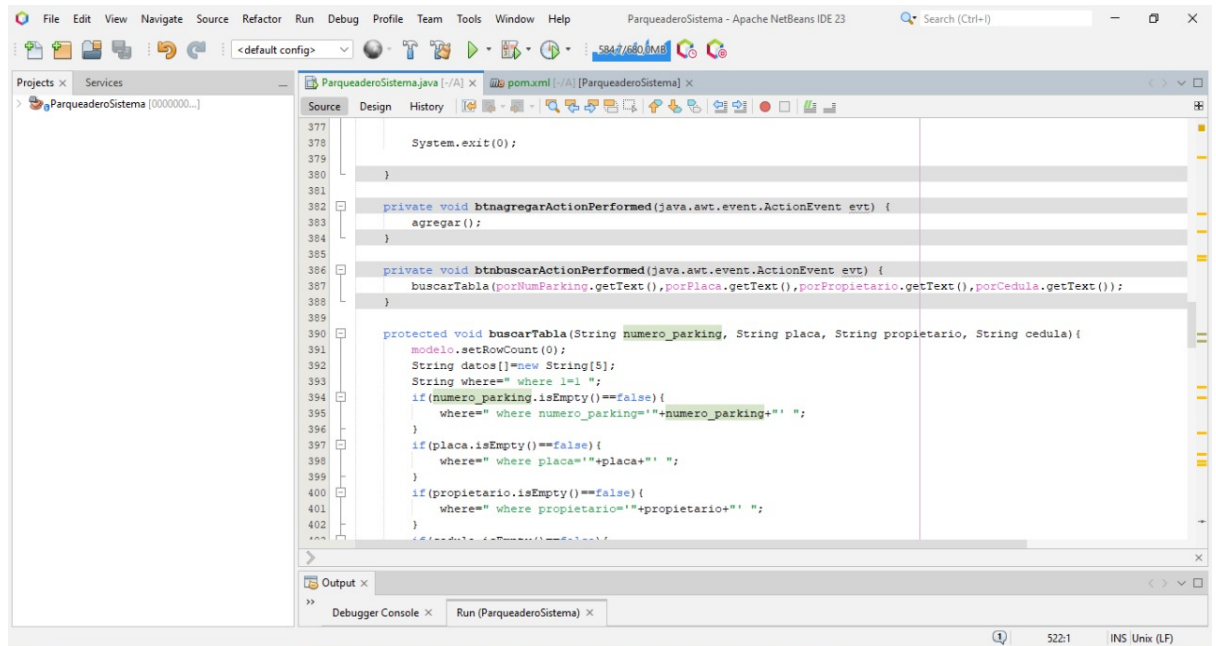 File Edit View Navigate Source Refactor Run Debug Profile Team Tools Window Help ParqueaderoSistema - Apache NetBeans IDE 23 Search (Ctrl+I)
<default config> 584.7/680.0MB
Projects Services ParqueaderoSistema.java [-/A] pom.xml [-/A] [ParqueaderoSistema]
ParqueaderoSistema [0000000...] Source Design History
377
378 System.exit(0);
379
380 }
381
382 private void btnagregarActionPerformed(java.awt.event.ActionEvent evt) {
383 agregar();
384 }
385
386 private void btnbuscarActionPerformed(java.awt.event.ActionEvent evt) {
387 buscarTabla(porNumParking.getText(),porPlaca.getText(),porPropietario.getText(),porCedula.getText());
388 }
389
390 protected void buscarTabla(String numero_parking, String placa, String propietario, String cedula){
391 modelo.setRowCount(0);
392 String datos[]=new String[5];
393 String where=" where 1=1 ";
394 if(numero_parking.isEmpty()==false){
395 where=" where numero_parking='"+numero_parking+"' ";
396 }
397 if(placa.isEmpty()==false){
398 where=" where placa='"+placa+"' ";
399 }
400 if(propietario.isEmpty()==false){
401 where=" where propietario='"+propietario+"' ";
402 }
Output
Debugger Console Run (ParqueaderoSistema)
1 522:1 INS Unix (LF)